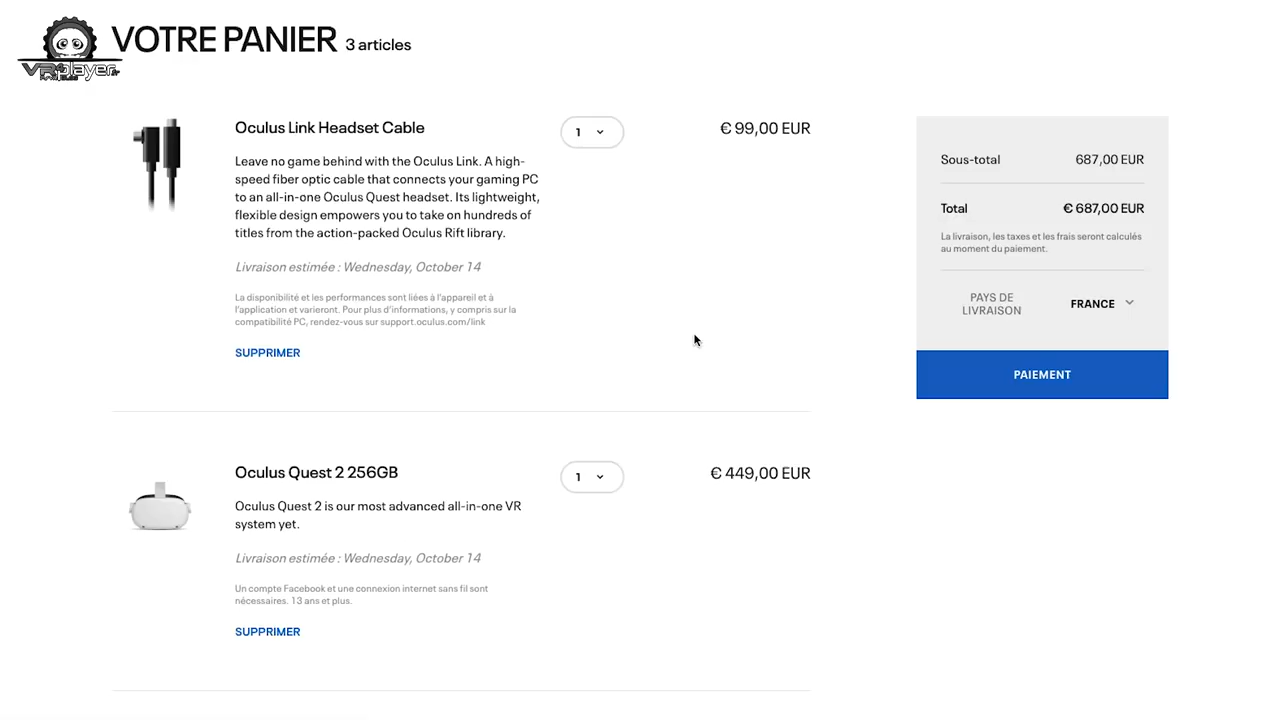 VOTRE PANIER 3 articles
VRplayer.fr
Oculus Link Headset Cable
1
€ 99,00 EUR
Leave no game behind with the Oculus Link. A high-
speed fiber optic cable that connects your gaming PC
to an all-in-one Oculus Quest headset. Its lightweight,
flexible design empowers you to take on hundreds of
titles from the action-packed Oculus Rift library.
Livraison estimée : Wednesday, October 14
La disponibilité et les performances sont liées à l'appareil et à
l'application et varieront. Pour plus d'informations, y compris sur la
compatibilité PC, rendez-vous sur support.oculus.com/link
SUPPRIMER
Oculus Quest 2 256GB
1
€ 449,00 EUR
Oculus Quest 2 is our most advanced all-in-one VR
system yet.
Livraison estimée : Wednesday, October 14
Un compte Facebook et une connexion internet sans fil sont
nécessaires. 13 ans et plus.
SUPPRIMER
Sous-total 687,00 EUR
Total € 687,00 EUR
La livraison, les taxes et les frais seront calculés
au moment du paiement.
PAYS DE
LIVRAISON
FRANCE
PAIEMENT